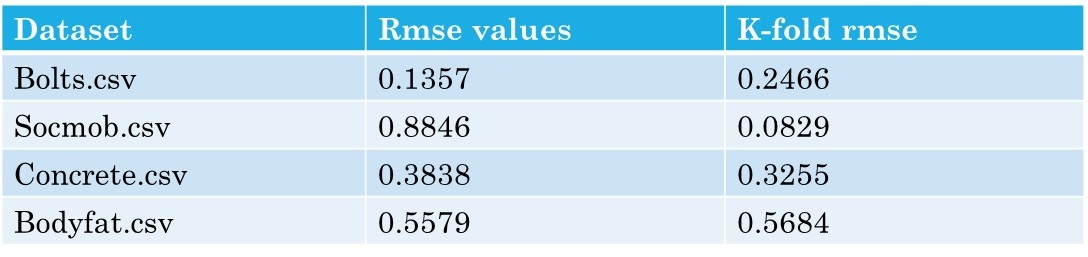 Dataset Rmse values K-fold rmse
Bolts.csv 0.1357 0.2466
Socmob.csv 0.8846 0.0829
Concrete.csv 0.3838 0.3255
Bodyfat.csv 0.5579 0.5684